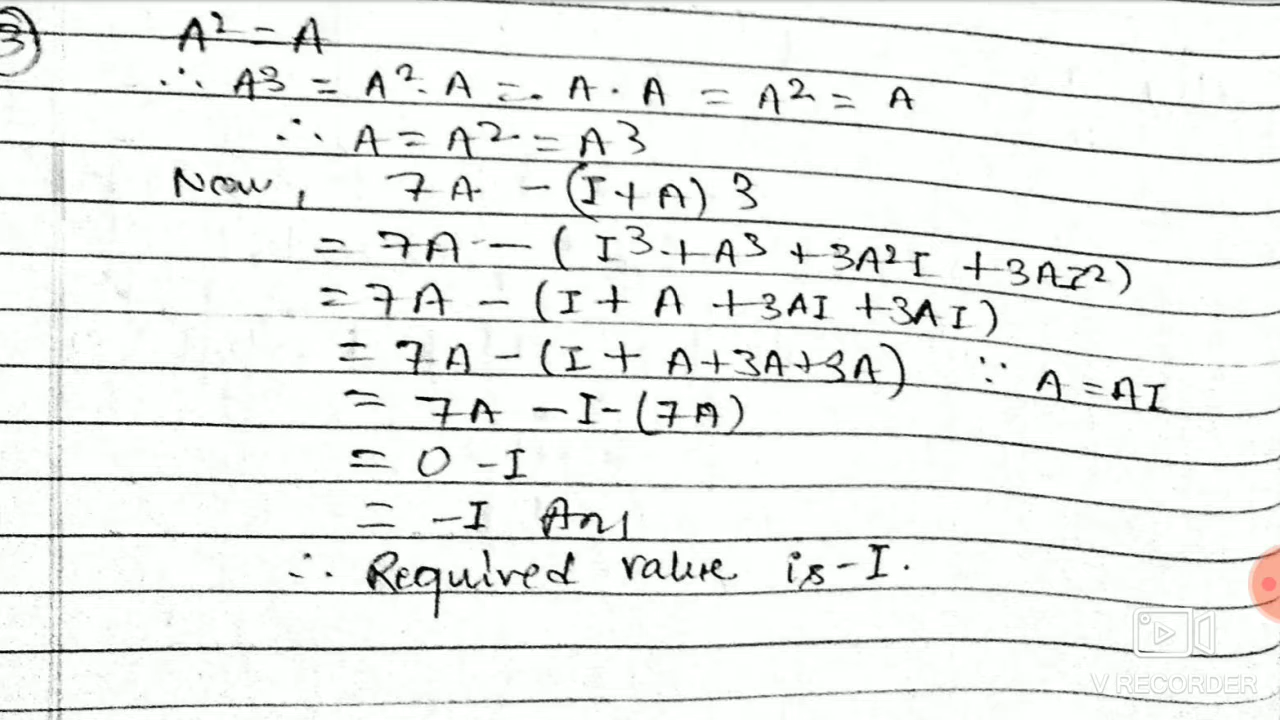 3) A² = A
∴ A3 = A². A = . A . A = A² = A
∴ A = A² = A3
Now, 7A - (I + A) 3
= 7A - ( I³ + A³ + 3A²I + 3AI²)
= 7A - (I + A + 3AI + 3AI)
= 7A - (I + A + 3A + 3A) ∵ A = AI
= 7A - I - (7A)
= 0 - I
= -I Ans
∴ Required value is -I.
V RECORDER